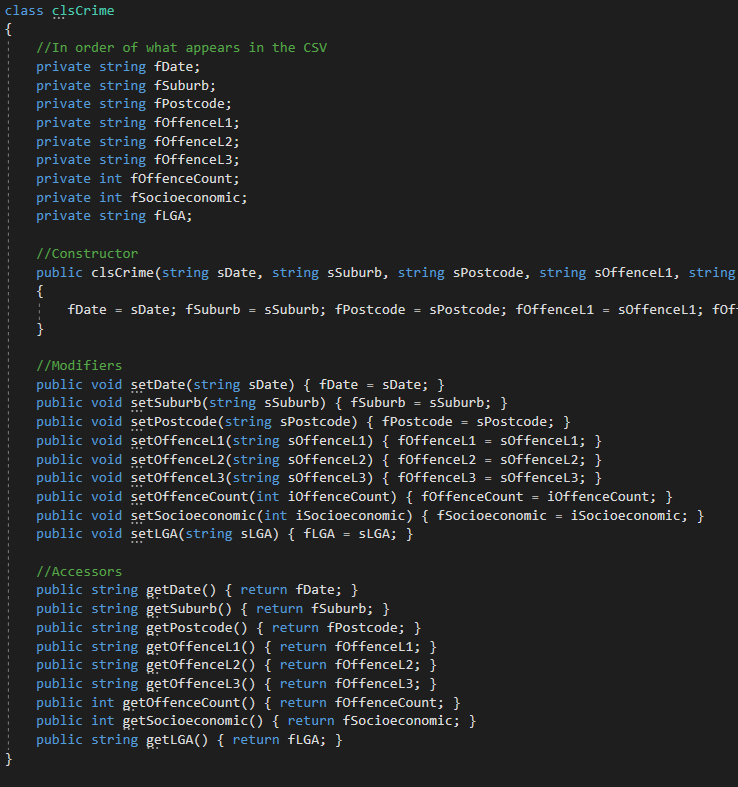 class clsCrime
{
//In order of what appears in the CSV
private string fDate;
private string fSuburb;
private string fPostcode;
private string fOffenceL1;
private string fOffenceL2;
private string fOffenceL3;
private int fOffenceCount;
private int fSocioeconomic;
private string fLGA;
//Constructor
public clsCrime(string sDate, string sSuburb, string sPostcode, string sOffenceL1, string
{
fDate = sDate; fSuburb = sSuburb; fPostcode = sPostcode; fOffenceL1 = sOffenceL1; fOff
}
//Modifiers
public void setDate(string sDate) { fDate = sDate; }
public void setSuburb(string sSuburb) { fSuburb = sSuburb; }
public void setPostcode(string sPostcode) { fPostcode = sPostcode; }
public void setOffenceL1(string sOffenceL1) { fOffenceL1 = sOffenceL1; }
public void setOffenceL2(string sOffenceL2) { fOffenceL2 = sOffenceL2; }
public void setOffenceL3(string sOffenceL3) { fOffenceL3 = sOffenceL3; }
public void setOffenceCount(int iOffenceCount) { fOffenceCount = iOffenceCount; }
public void setSocioeconomic(int iSocioeconomic) { fSocioeconomic = iSocioeconomic; }
public void setLGA(string sLGA) { fLGA = sLGA; }
//Accessors
public string getDate() { return fDate; }
public string getSuburb() { return fSuburb; }
public string getPostcode() { return fPostcode; }
public string getOffenceL1() { return fOffenceL1; }
public string getOffenceL2() { return fOffenceL2; }
public string getOffenceL3() { return fOffenceL3; }
public int getOffenceCount() { return fOffenceCount; }
public int getSocioeconomic() { return fSocioeconomic; }
public string getLGA() { return fLGA; }
}